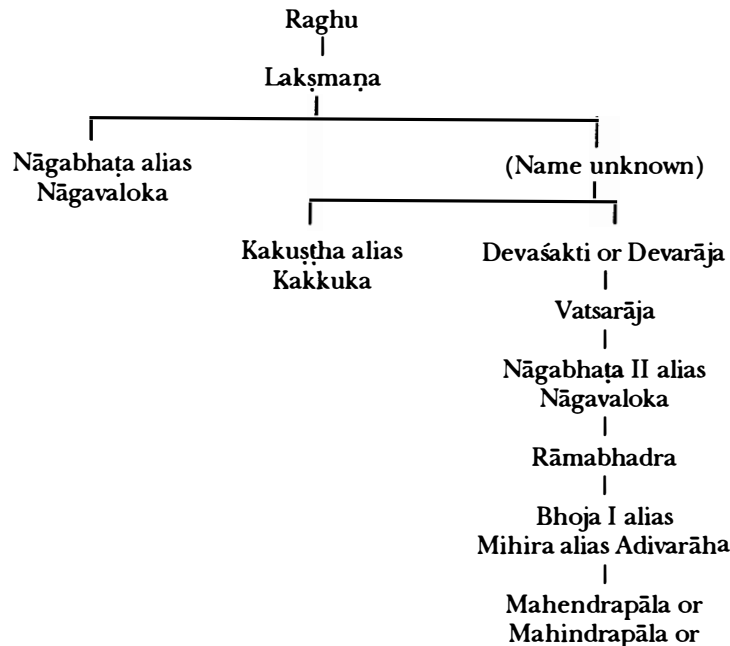 Raghu
Lakṣmaṇa
Nāgabhaṭa alias
Nāgavaloka
(Name unknown)
Kakuṣṭha alias
Kakkuka
Devaśakti or Devarāja
Vatsarāja
Nāgabhaṭa II alias
Nāgavaloka
Rāmabhadra
Bhoja I alias
Mihira alias Adivarāha
Mahendrapāla or
Mahindrapāla or